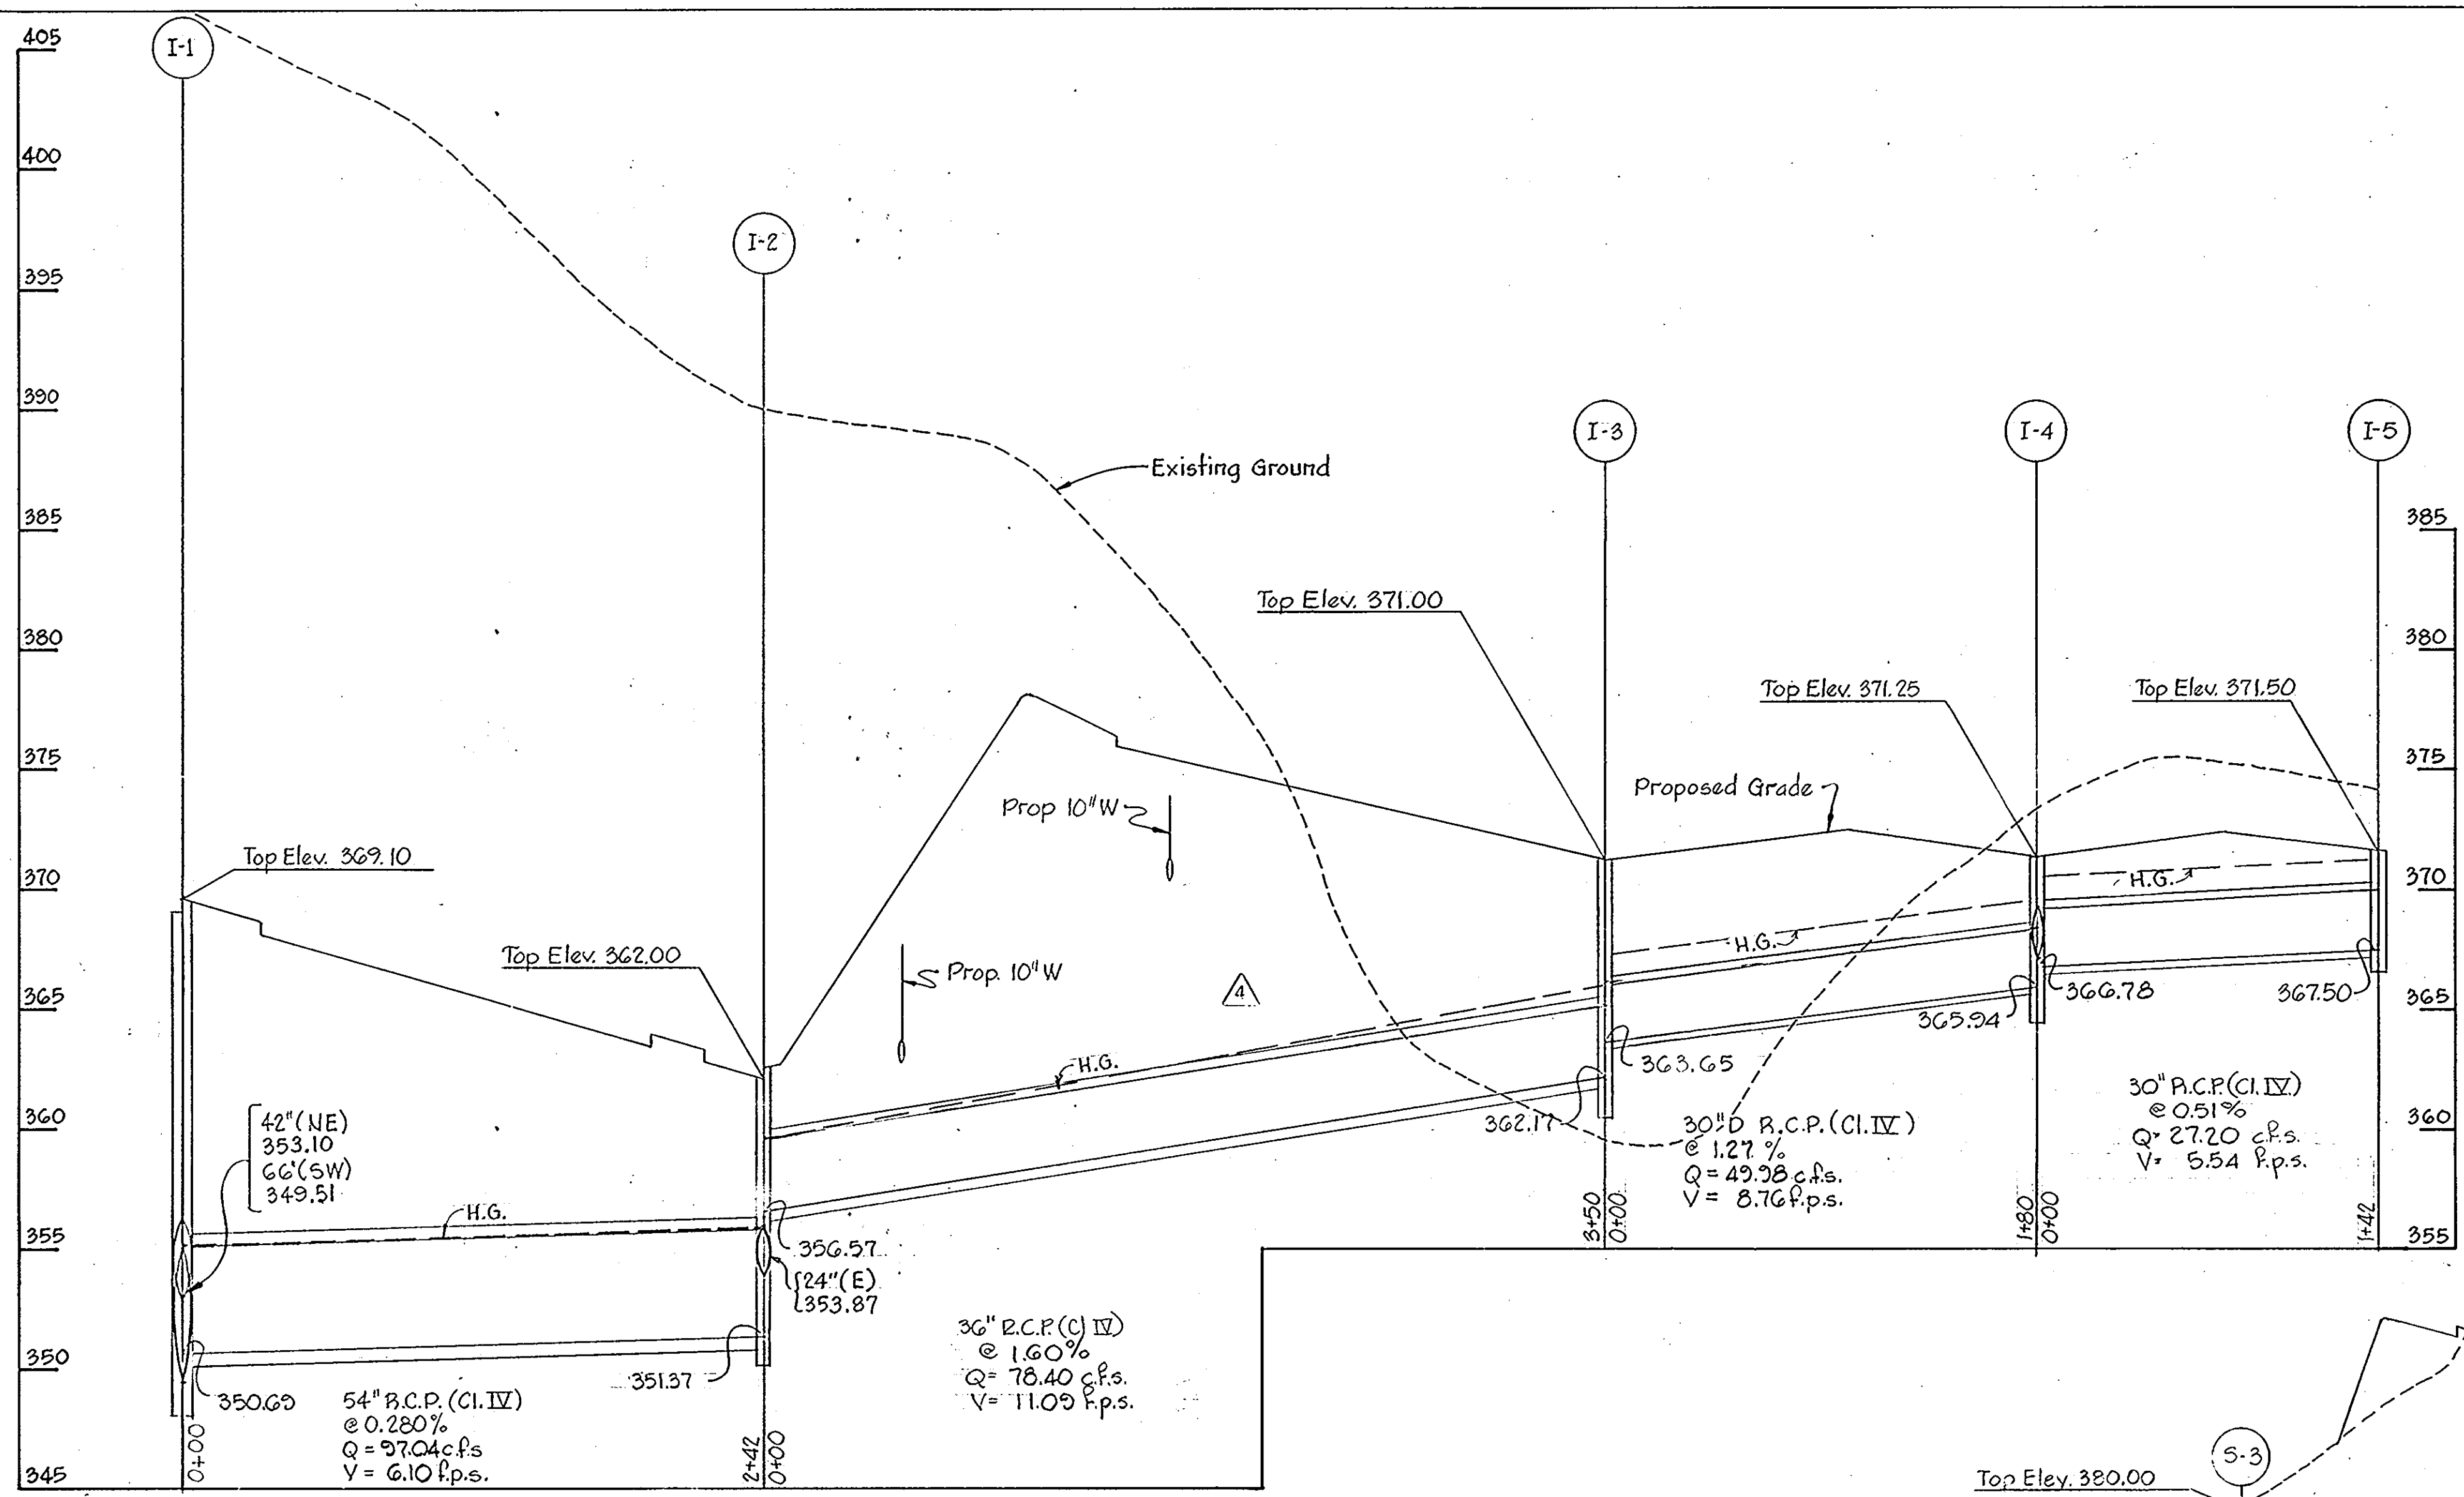 405
400
395
390
385
380
375
370
365
360
355
350
345
I-1
I-2
I-3
I-4
I-5
Existing Ground
385
380
375
370
365
360
355
Top Elev. 371.00
Top Elev. 371.25
Top Elev. 371.50
Prop 10"W
Proposed Grade
Top Elev. 369.10
Top Elev. 362.00
Prop. 10"W
4
H.G.
H.G.
H.G.
H.G.
366.78
367.50
365.94
363.65
362.17
42"(NE)
353.10
66"(SW)
349.51
356.57
24"(E)
353.87
350.69
351.37
54" R.C.P. (Cl. IV)
@ 0.280%
Q = 97.04 c.f.s
V = 6.10 f.p.s.
36" R.C.P. (Cl IV)
@ 1.60%
Q = 78.40 c.f.s.
V = 11.09 f.p.s.
30"D R.C.P. (Cl. IV)
@ 1.27 %
Q = 49.98 c.f.s.
V = 8.76 f.p.s.
30" R.C.P. (Cl. IV)
@ 0.51%
Q = 27.20 c.f.s.
V = 5.54 f.p.s.
0+00
2+42
0+00
3+50
0+00
1+80
0+00
1+42
S-3
Top Elev. 380.00